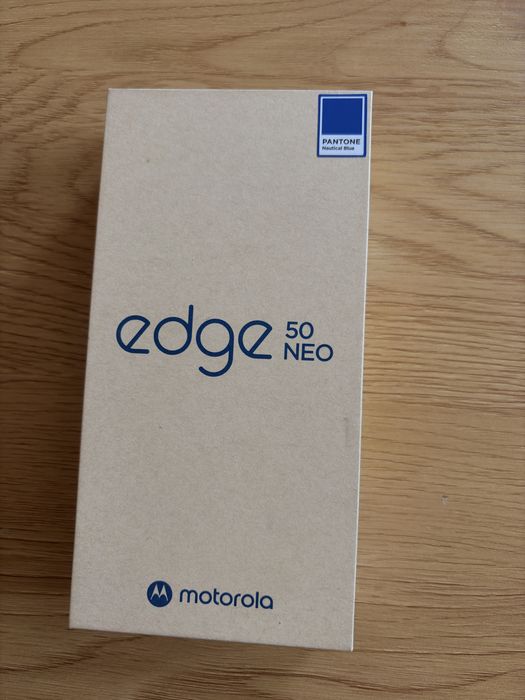 PANTONE
Nautical Blue
edge 50
NEO
motorola